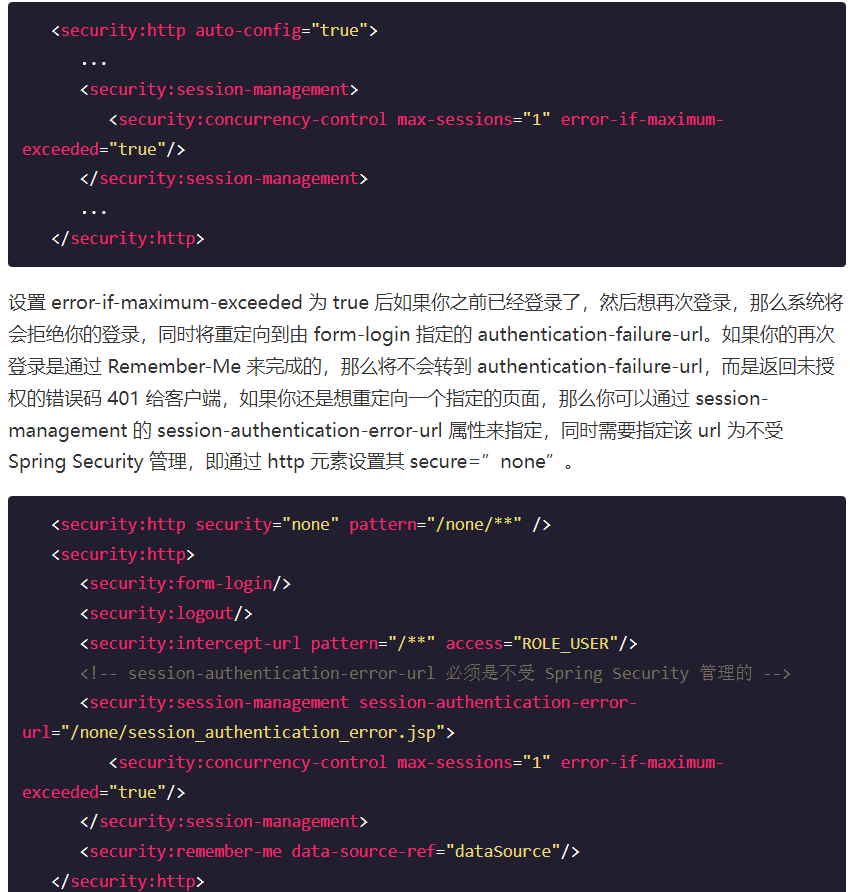 <security:http auto-config="true">
...
<security:session-management>
<security:concurrency-control max-sessions="1" error-if-maximum-
exceeded="true"/>
</security:session-management>
...
</security:http>
设置 error-if-maximum-exceeded 为 true 后如果你之前已经登录了，然后想再次登录，那么系统将
会拒绝你的登录，同时将重定向到由 form-login 指定的 authentication-failure-url。如果你的再次
登录是通过 Remember-Me 来完成的，那么将不会转到 authentication-failure-url，而是返回未授
权的错误码 401 给客户端，如果你还是想重定向一个指定的页面，那么你可以通过 session-
management 的 session-authentication-error-url 属性来指定，同时需要指定该 url 为不受
Spring Security 管理，即通过 http 元素设置其 secure=”none”。
<security:http security="none" pattern="/none/**" />
<security:http>
<security:form-login/>
<security:logout/>
<security:intercept-url pattern="/**" access="ROLE_USER"/>
<!-- session-authentication-error-url 必须是不受 Spring Security 管理的 -->
<security:session-management session-authentication-error-
url="/none/session_authentication_error.jsp">
<security:concurrency-control max-sessions="1" error-if-maximum-
exceeded="true"/>
</security:session-management>
<security:remember-me data-source-ref="dataSource"/>
</security:http>